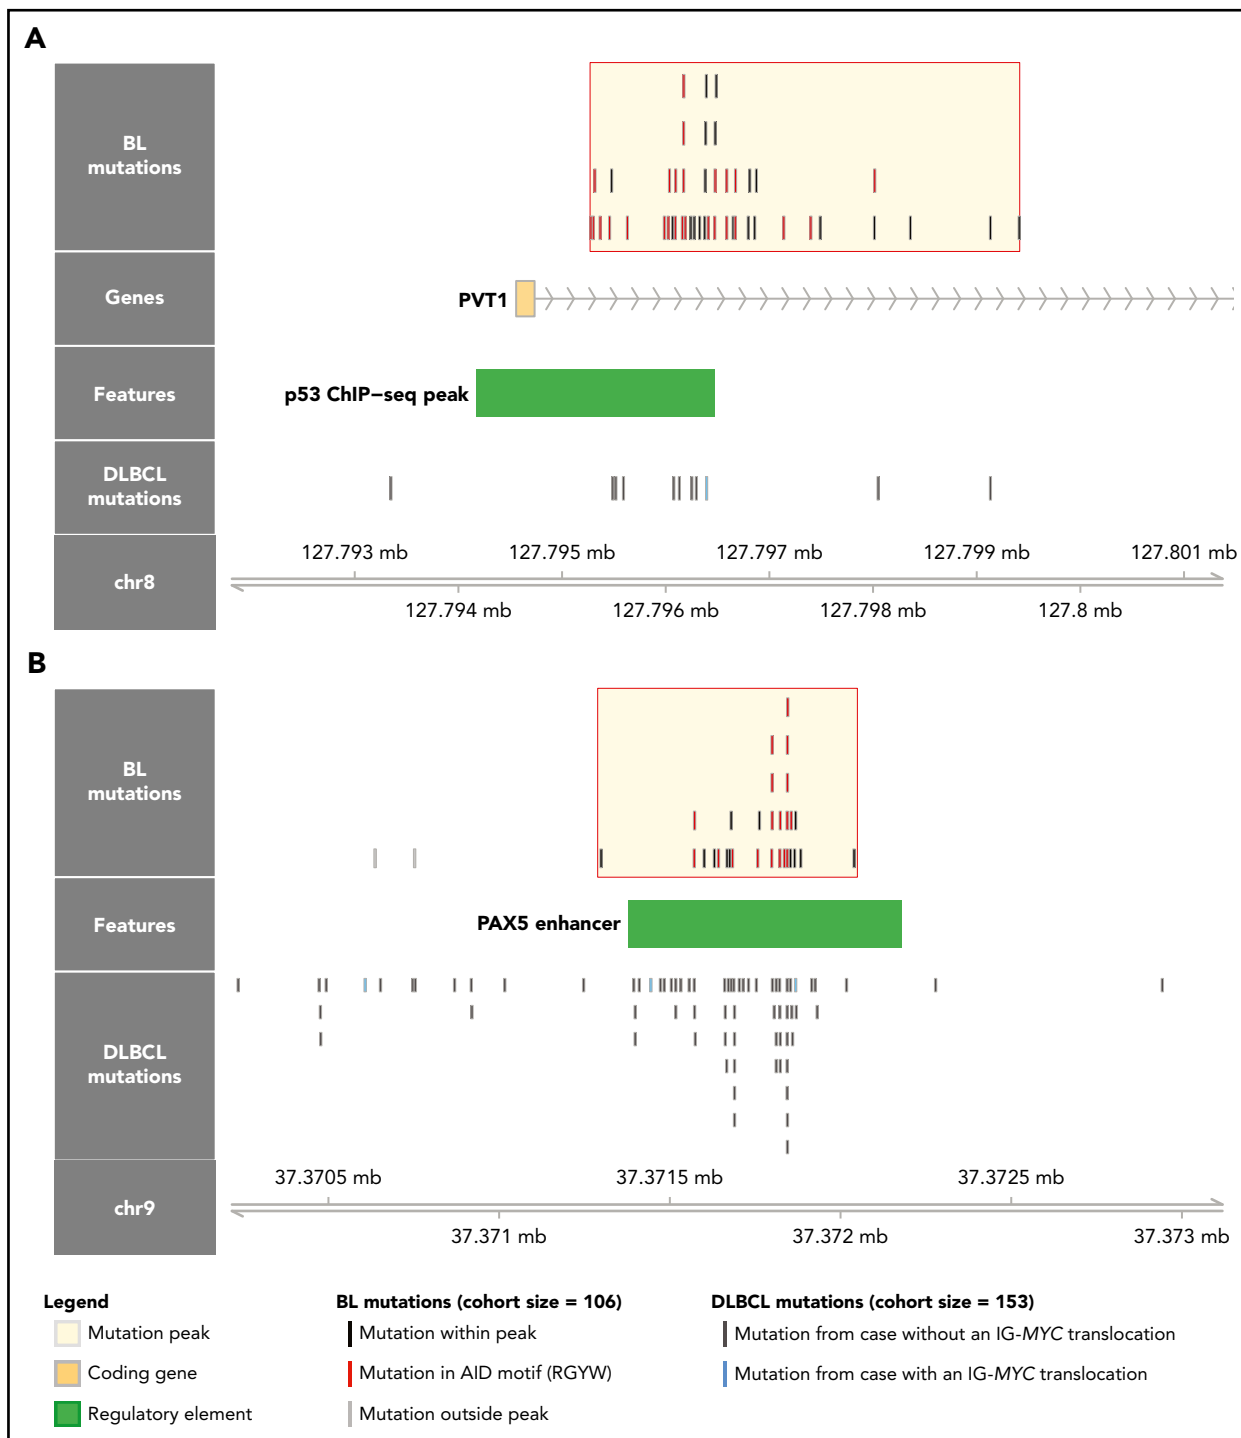 A
BL
mutations
Genes
PVT1
Features
p53 ChIP–seq peak
DLBCL
mutations
127.793 mb 127.795 mb 127.797 mb 127.799 mb 127.801 mb
chr8
127.794 mb 127.796 mb 127.798 mb 127.8 mb
B
BL
mutations
Features
PAX5 enhancer
DLBCL
mutations
37.3705 mb 37.3715 mb 37.3725 mb
chr9
37.371 mb 37.372 mb 37.373 mb
Legend
Mutation peak
Coding gene
Regulatory element
BL mutations (cohort size = 106)
Mutation within peak
Mutation in AID motif (RGYW)
Mutation outside peak
DLBCL mutations (cohort size = 153)
Mutation from case without an IG-MYC translocation
Mutation from case with an IG-MYC translocation